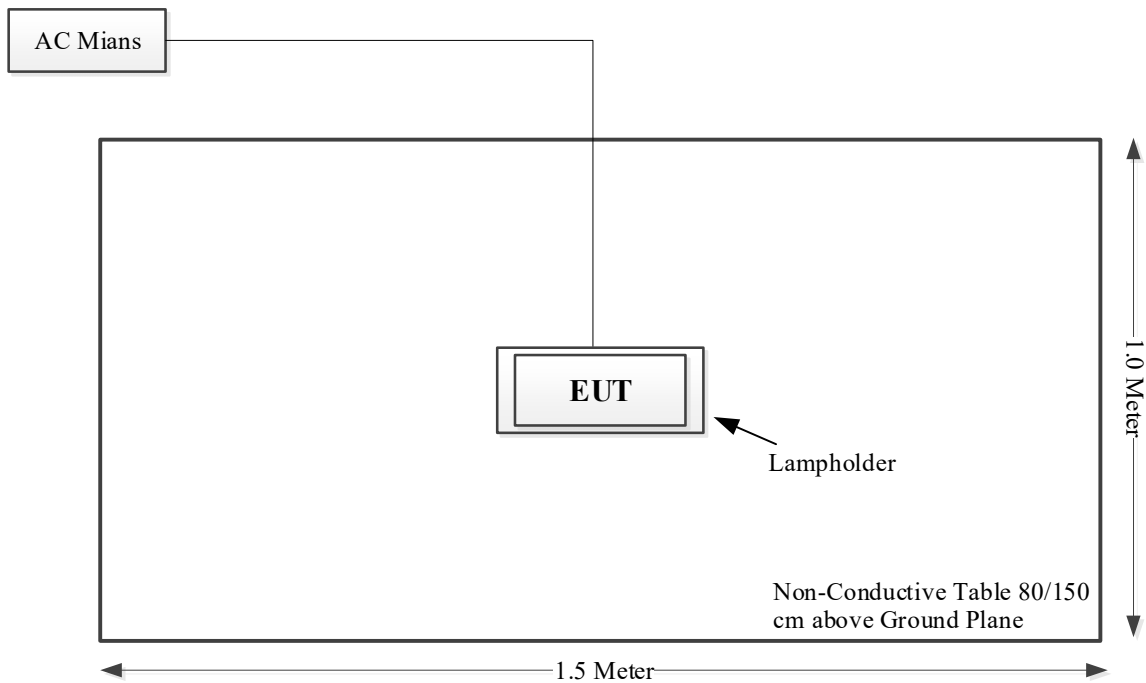 AC Mians
EUT
1.0 Meter
Lampholder
Non-Conductive Table 80/150
cm above Ground Plane
1.5 Meter